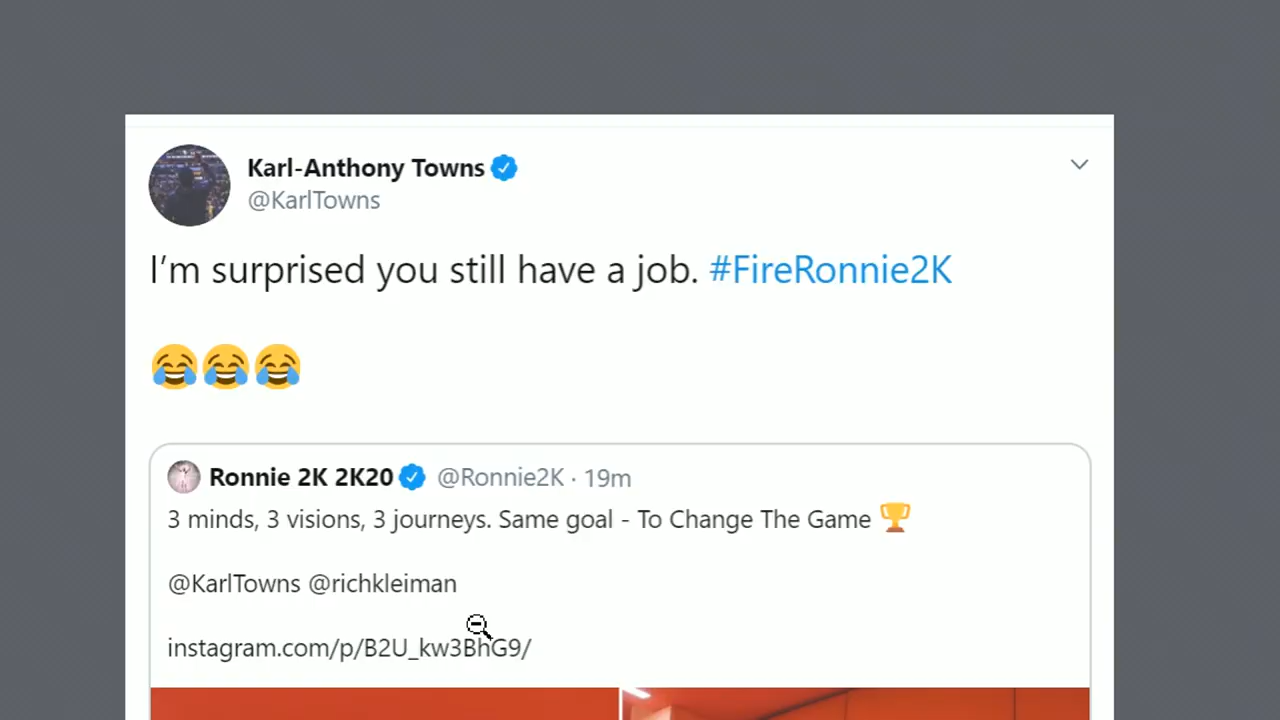 Karl-Anthony Towns
@KarlTowns
I’m surprised you still have a job. #FireRonnie2K
😂😂😂
Ronnie 2K 2K20 @Ronnie2K · 19m
3 minds, 3 visions, 3 journeys. Same goal - To Change The Game 🏆
@KarlTowns @richkleiman
instagram.com/p/B2U_kw3BhG9/